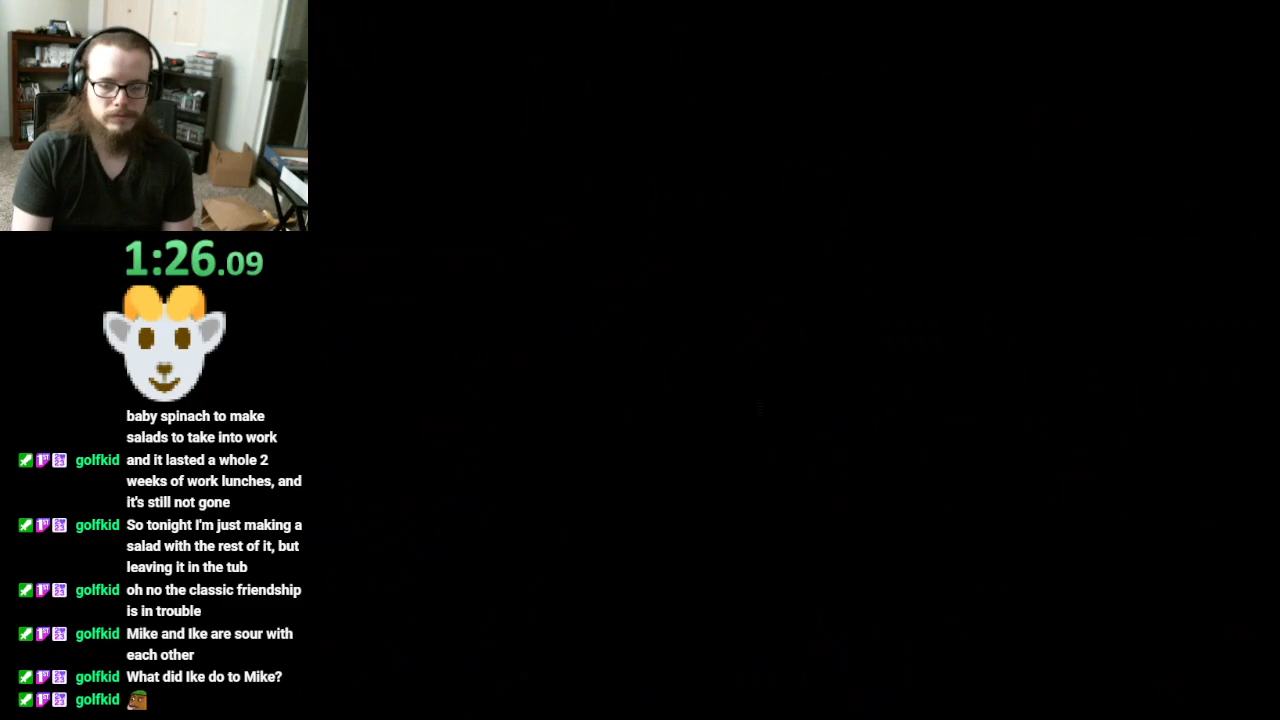 1:26.09
baby spinach to make
salads to take into work
golfkid and it lasted a whole 2
weeks of work lunches, and
it's still not gone
golfkid So tonight I'm just making a
salad with the rest of it, but
leaving it in the tub
golfkid oh no the classic friendship
is in trouble
golfkid Mike and Ike are sour with
each other
golfkid What did Ike do to Mike?
golfkid